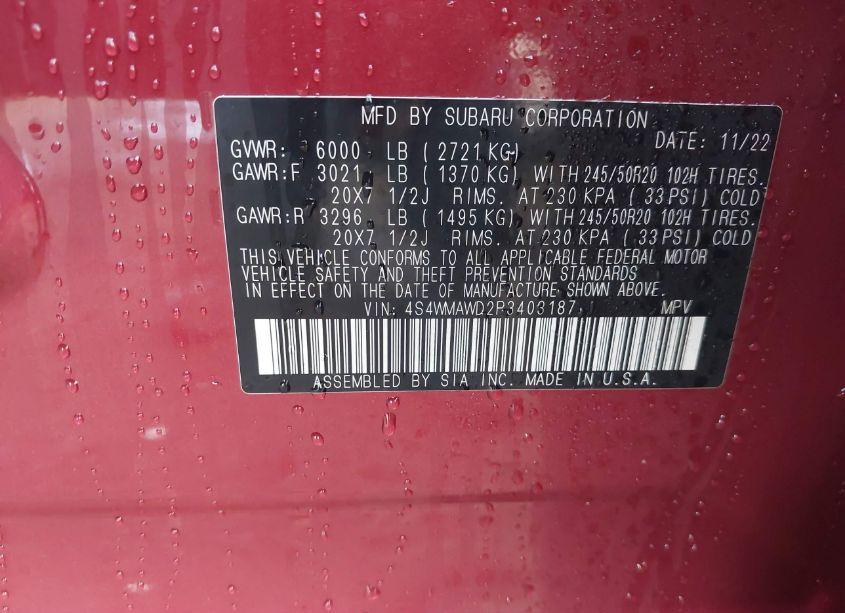 MFD BY SUBARU CORPORATION
DATE: 11/22
GVWR: 6000 LB ( 2721 KG)
GAWR:F 3021 LB ( 1370 KG) WITH 245/50R20 102H TIRES.
20X7 1/2J RIMS. AT 230 KPA ( 33 PSI) COLD
GAWR:R 3296 LB ( 1495 KG) WITH 245/50R20 102H TIRES.
20X7 1/2J RIMS. AT 230 KPA ( 33 PSI) COLD
THIS VEHICLE CONFORMS TO ALL APPLICABLE FEDERAL MOTOR
VEHICLE SAFETY AND THEFT PREVENTION STANDARDS
IN EFFECT ON THE DATE OF MANUFACTURE SHOWN ABOVE.
VIN: 4S4WMAWD2P3403187 MPV
ASSEMBLED BY SIA INC. MADE IN U.S.A.